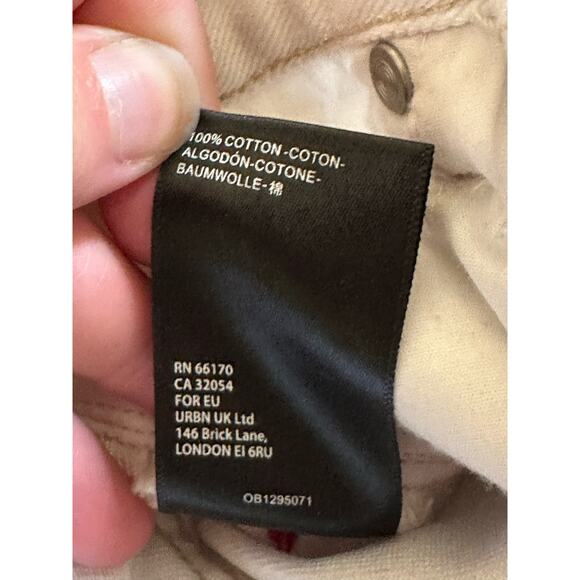 100% COTTON -COTON-
ALGODÓN-COTONE-
BAUMWOLLE-棉
RN 66170
CA 32054
FOR EU
URBN UK Ltd
146 Brick Lane,
LONDON EI 6RU
OB1295071